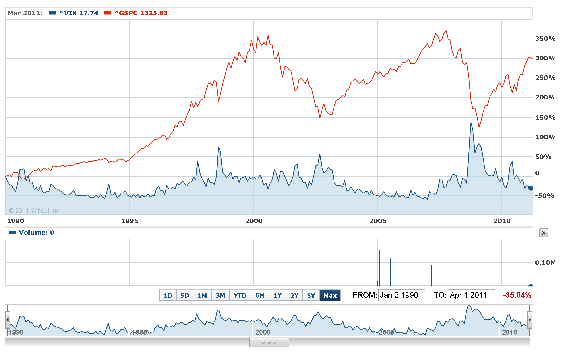 Mar 2011: ^VIX 17.74 ^GSPC 1325.83
350%
300%
250%
200%
150%
100%
50%
0
-50%
1990 1995 2000 2005 2010
Volume: 0
0.10M
1D 5D 1M 3M YTD 6M 1Y 2Y 5Y Max FROM: Jan 2 1990 TO: Apr 1 2011 -35.04%
1990 1995 2000 2005 2010